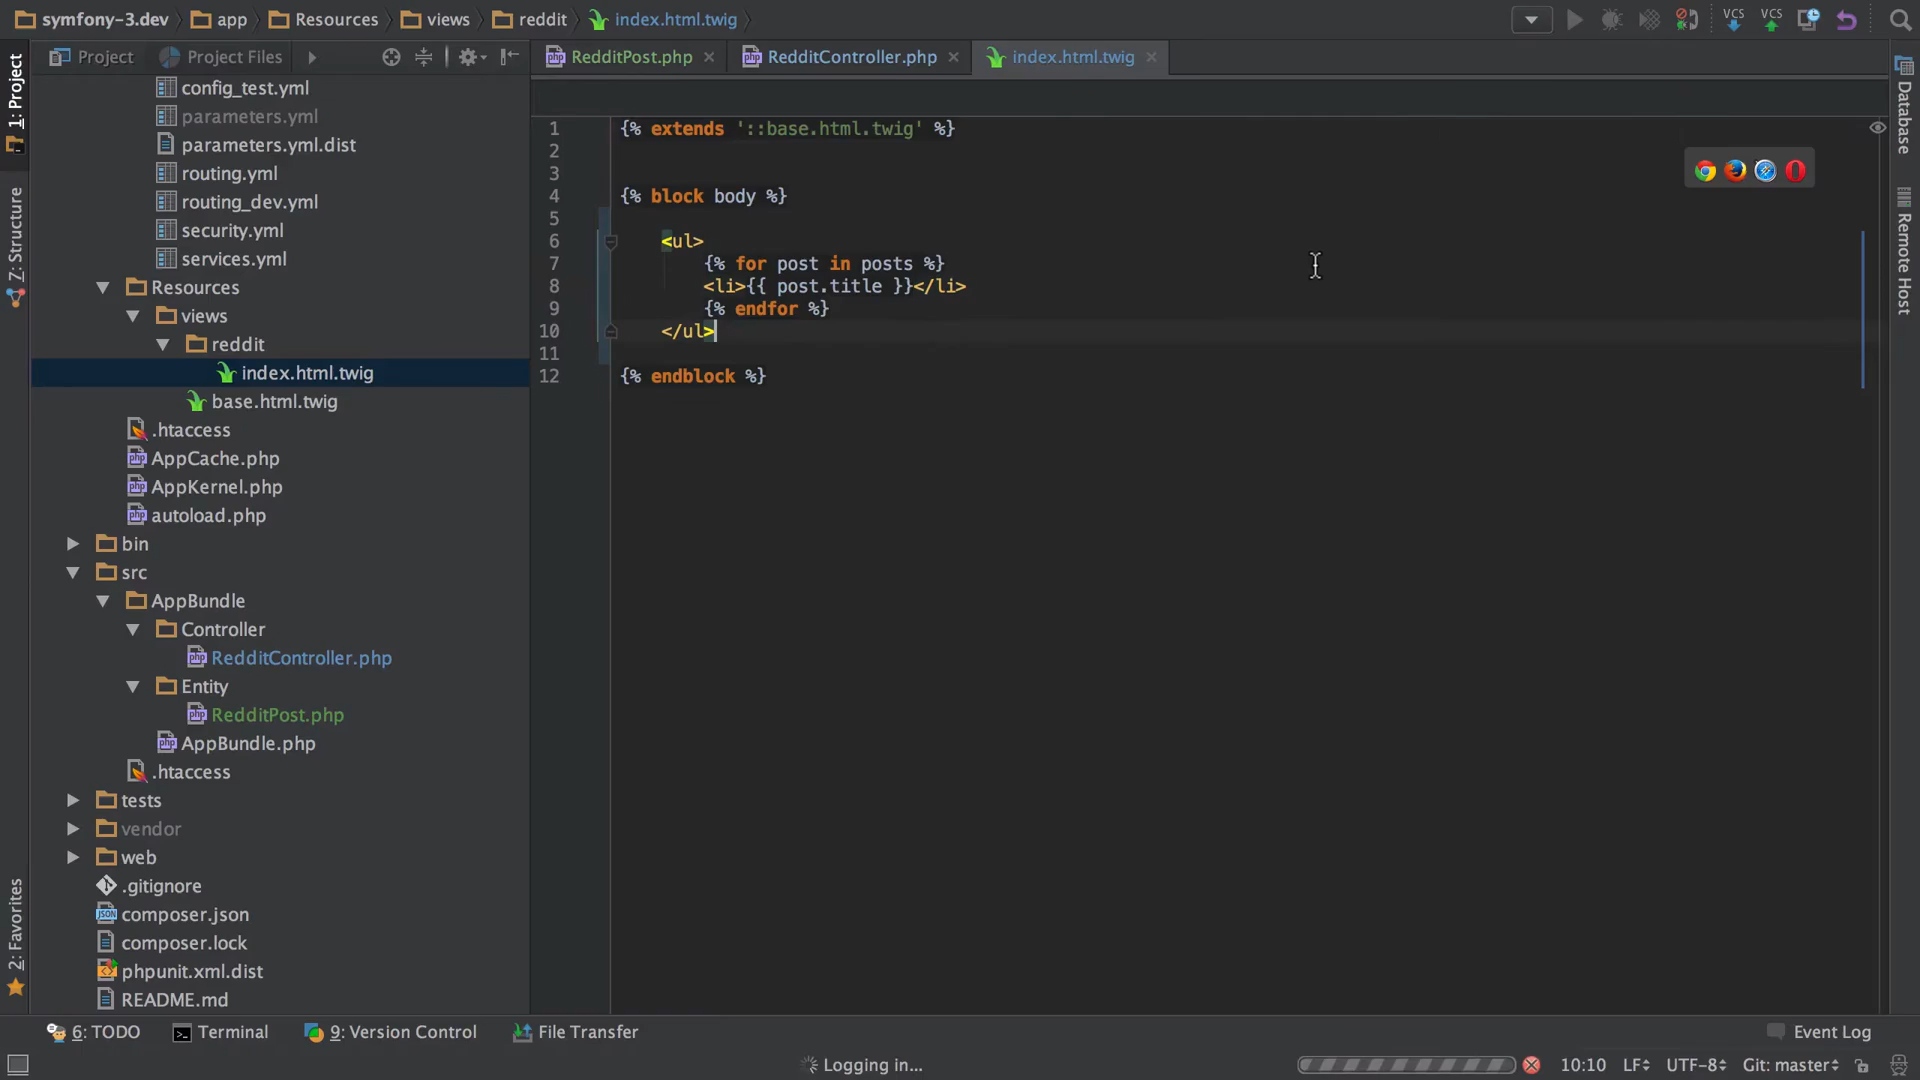 symfony-3.dev app Resources views reddit index.html.twig
VCS VCS
1: Project
Z: Structure
2: Favorites
Project Project Files
RedditPost.php RedditController.php index.html.twig
config_test.yml
parameters.yml
parameters.yml.dist
routing.yml
routing_dev.yml
security.yml
services.yml
Resources
views
reddit
index.html.twig
base.html.twig
.htaccess
AppCache.php
AppKernel.php
autoload.php
bin
src
AppBundle
Controller
RedditController.php
Entity
RedditPost.php
AppBundle.php
.htaccess
tests
vendor
web
.gitignore
composer.json
composer.lock
phpunit.xml.dist
README.md
1 {% extends '::base.html.twig' %}
2
3
4 {% block body %}
5
6 <ul>
7 {% for post in posts %}
8 <li>{{ post.title }}</li>
9 {% endfor %}
10 </ul>
11
12 {% endblock %}
Database
Remote Host
6: TODO Terminal 9: Version Control File Transfer Event Log
Logging in... 10:10 LF UTF-8 Git: master